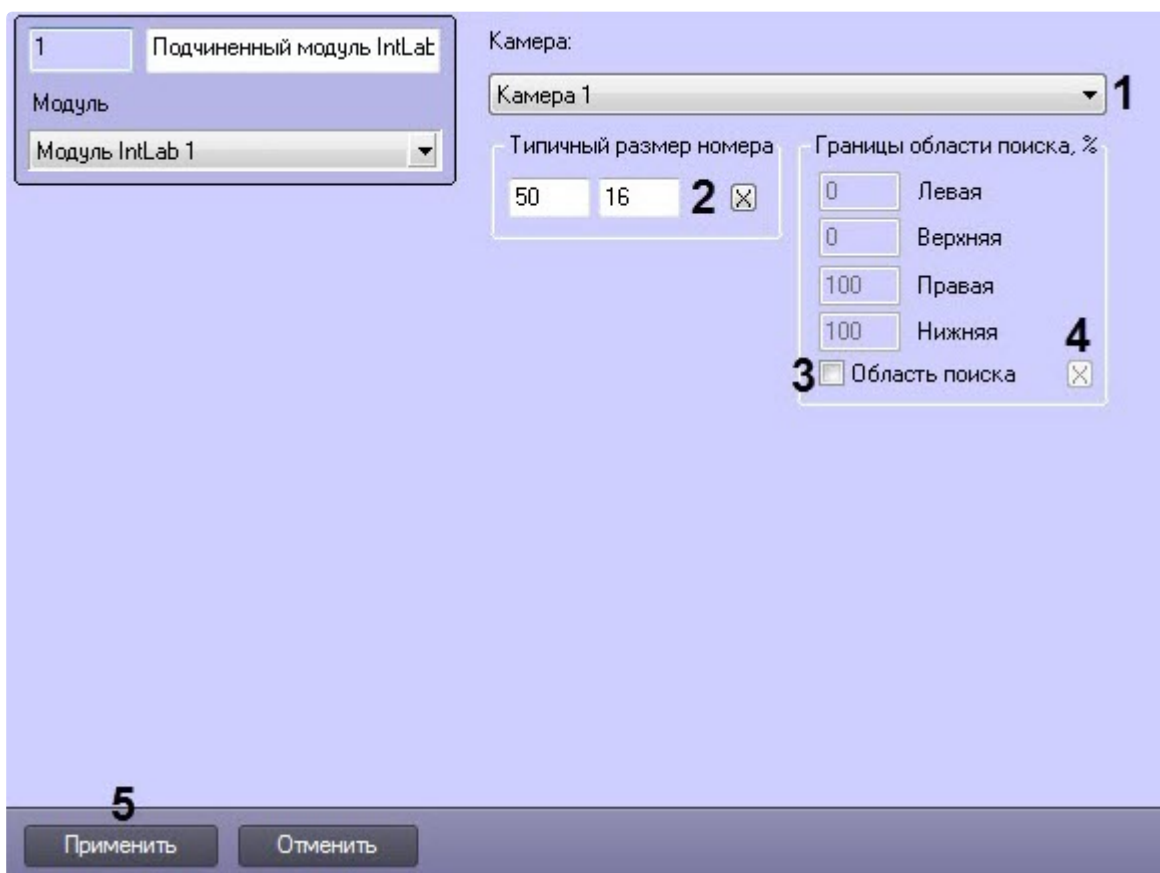 1
Подчиненный модуль IntLab
Модуль
Модуль IntLab 1
Камера:
Камера 1
1
Типичный размер номера
50 16 2
Границы области поиска, %
0 Левая
0 Верхняя
100 Правая
100 Нижняя
4
3 Область поиска
5
Применить Отменить